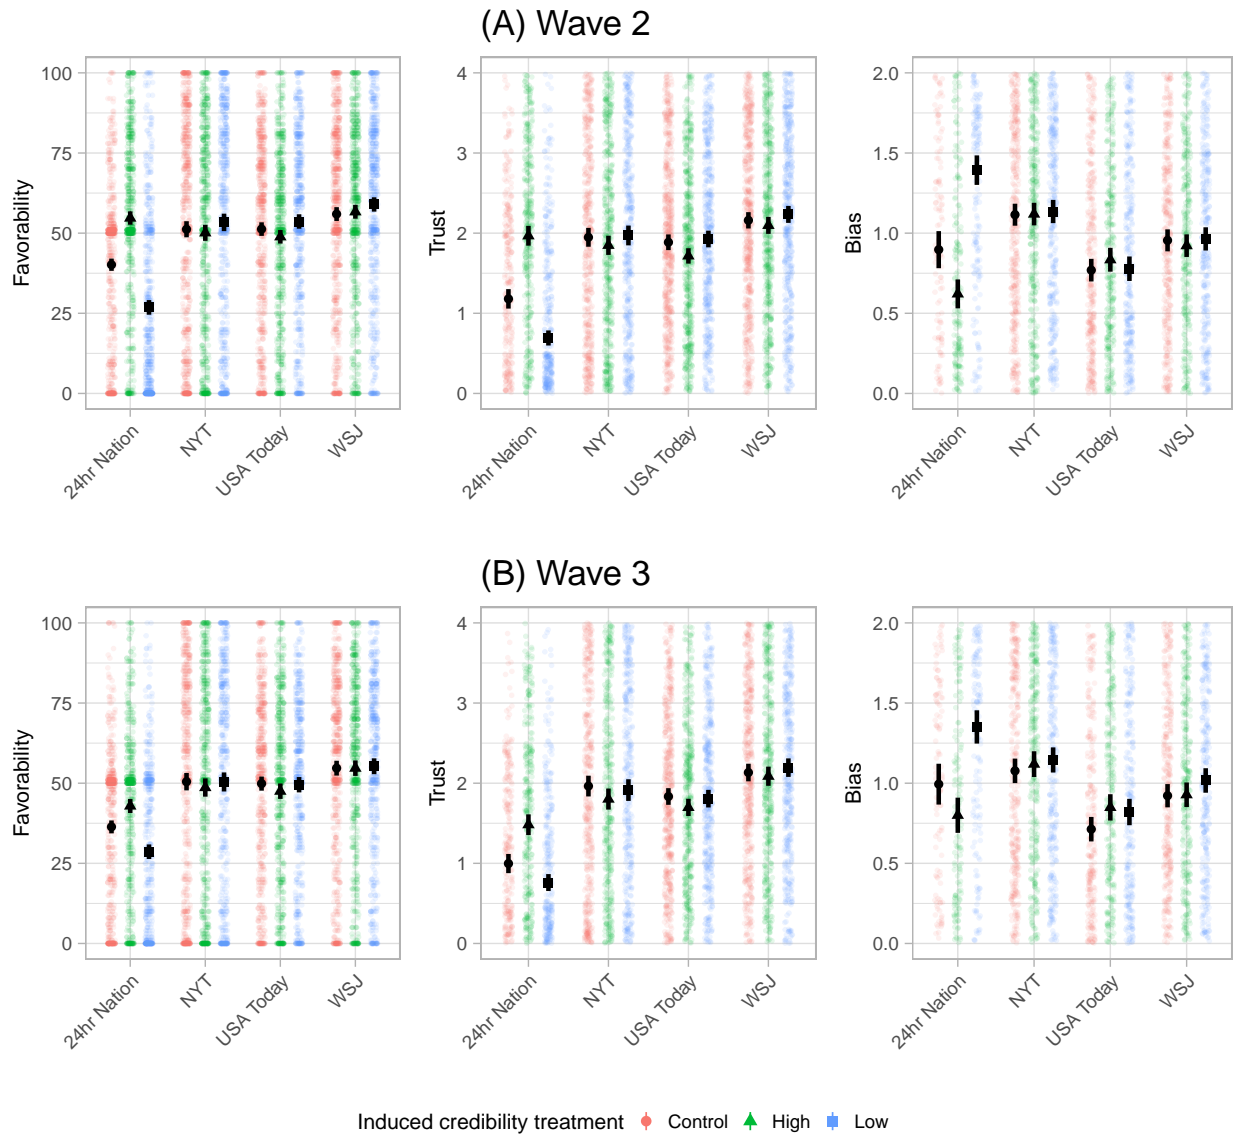 (A) Wave 2
Favorability
100
75
50
25
0
24hr Nation
NYT
USA Today
WSJ
Trust
4
3
2
1
0
24hr Nation
NYT
USA Today
WSJ
Bias
2.0
1.5
1.0
0.5
0.0
24hr Nation
NYT
USA Today
WSJ
(B) Wave 3
Favorability
100
75
50
25
0
24hr Nation
NYT
USA Today
WSJ
Trust
4
3
2
1
0
24hr Nation
NYT
USA Today
WSJ
Bias
2.0
1.5
1.0
0.5
0.0
24hr Nation
NYT
USA Today
WSJ
Induced credibility treatment Control High Low